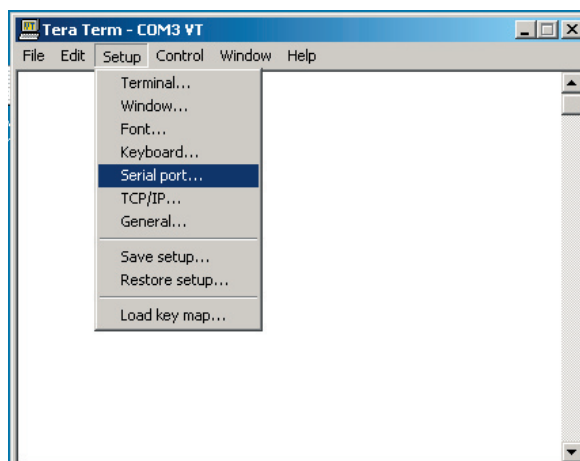 Tera Term - COM3 VT
File Edit Setup Control Window Help
Terminal...
Window...
Font...
Keyboard...
Serial port...
TCP/IP...
General...
Save setup...
Restore setup...
Load key map...